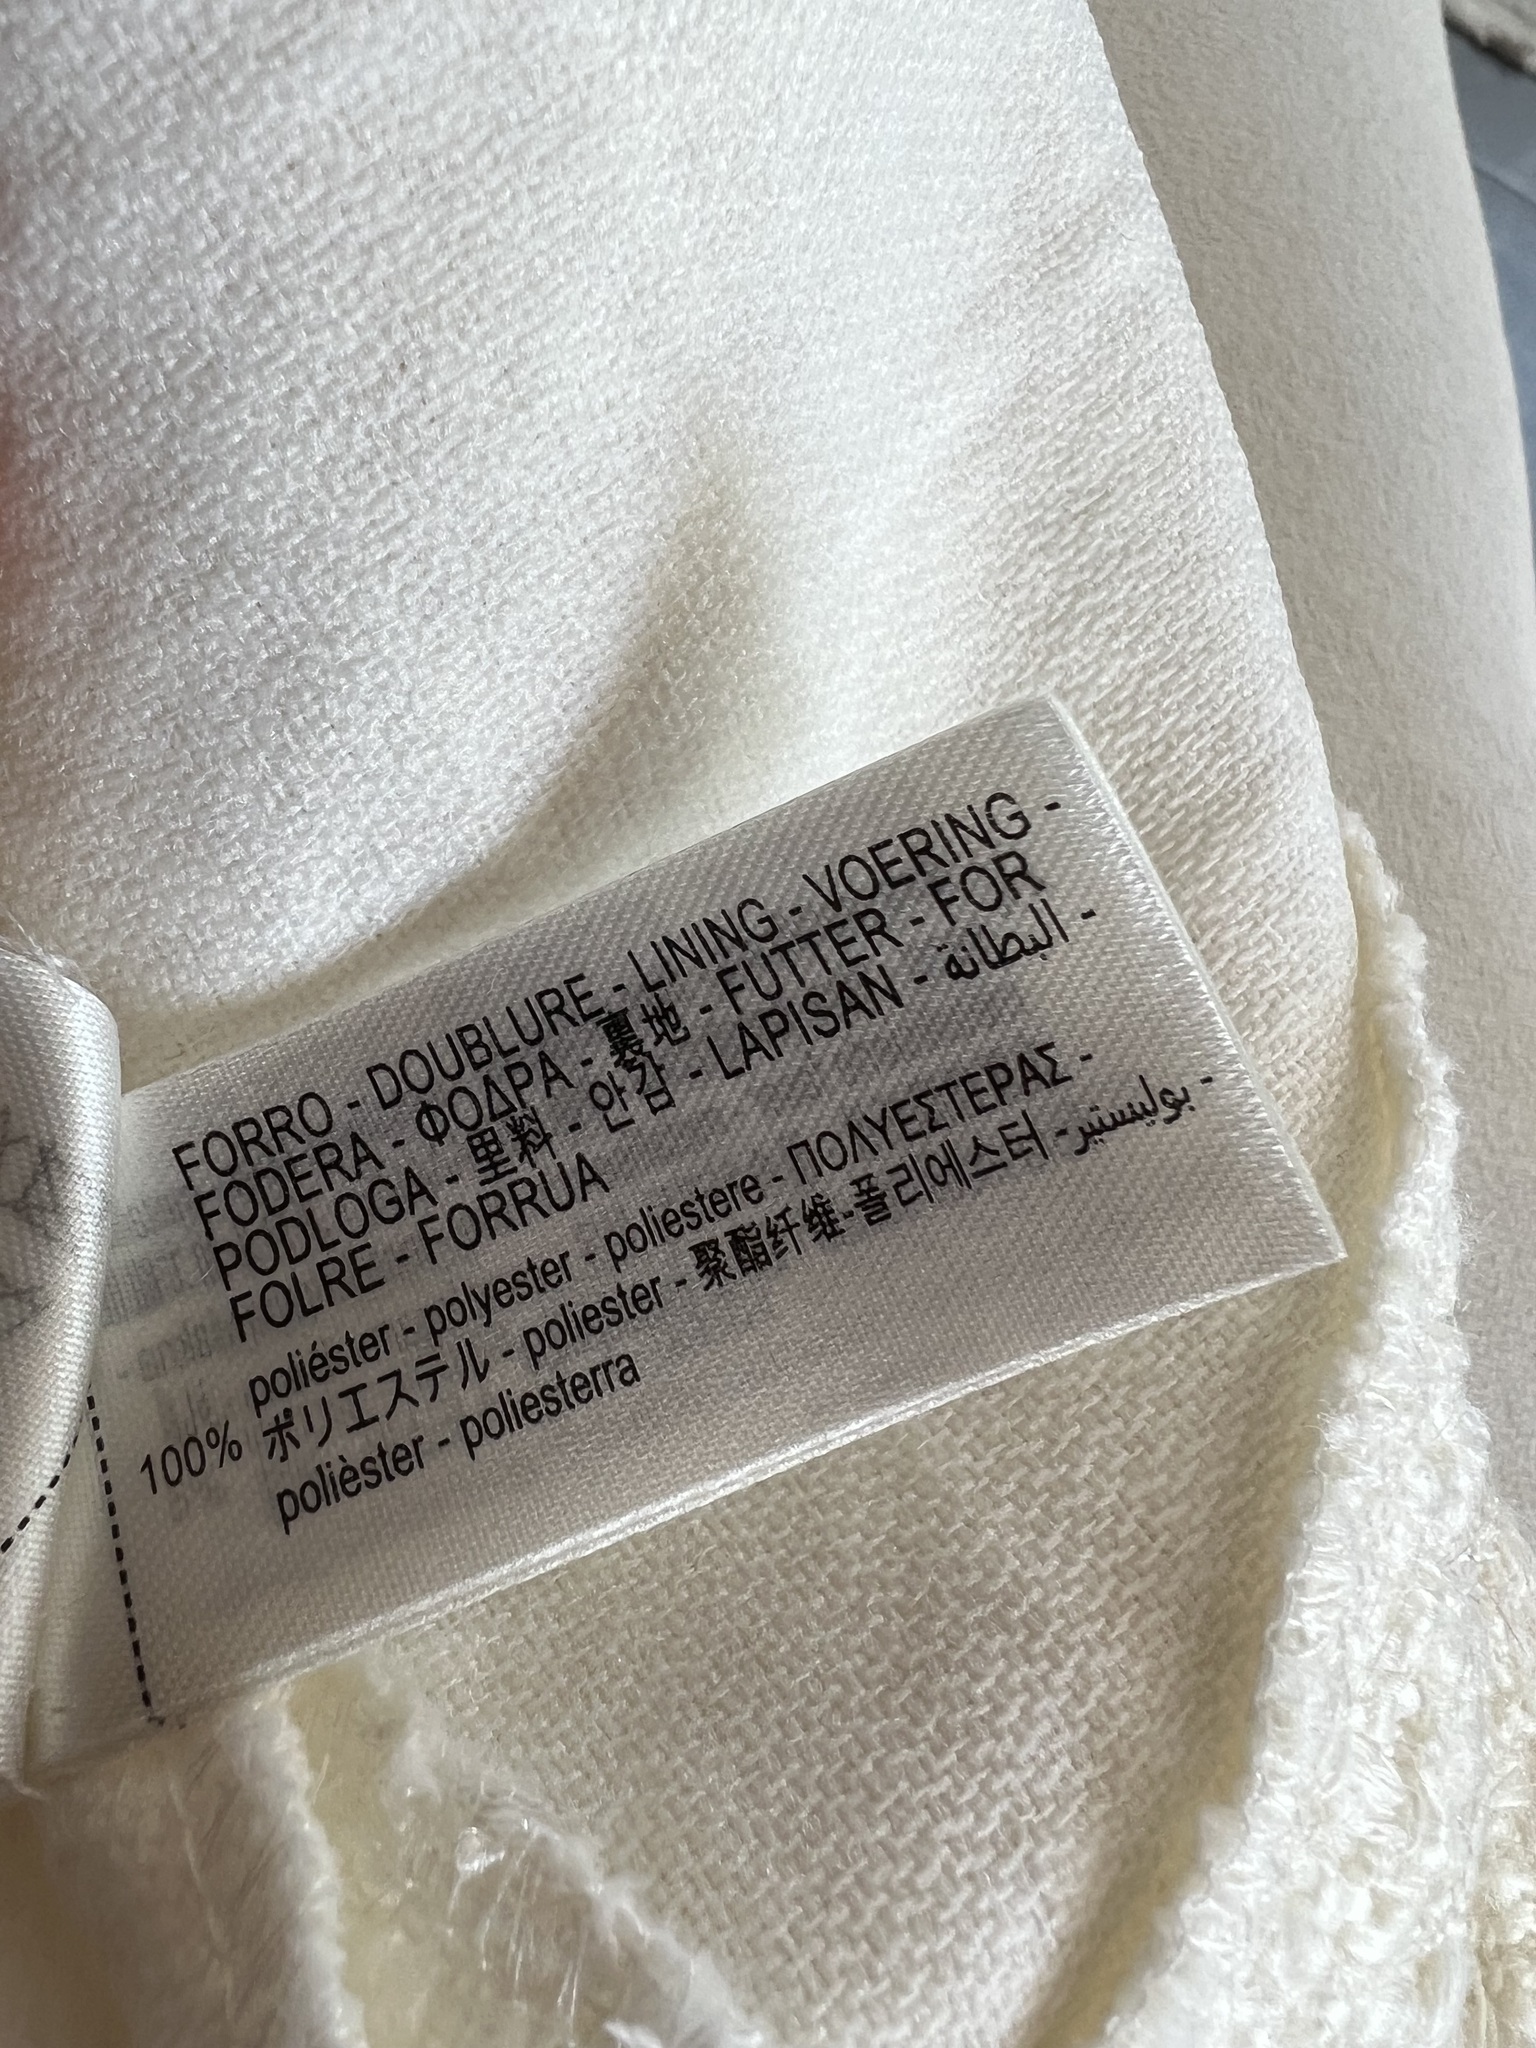 FORRO - DOUBLURE - LINING - VOERING -
FODERA - ΦΟΔΡΑ - 裏地 - FUTTER - FOR
PODLOGA - 里料 - 안감 - LAPISAN - البطانة -
FOLRE - FORRUA
poliéster - polyester - poliestere - ΠΟΛΥΕΣΤΕΡΑΣ -
100% ポリエステル - poliester - 聚酯纤维 - 폴리에스터 - بوليستير -
polièster - poliesterra